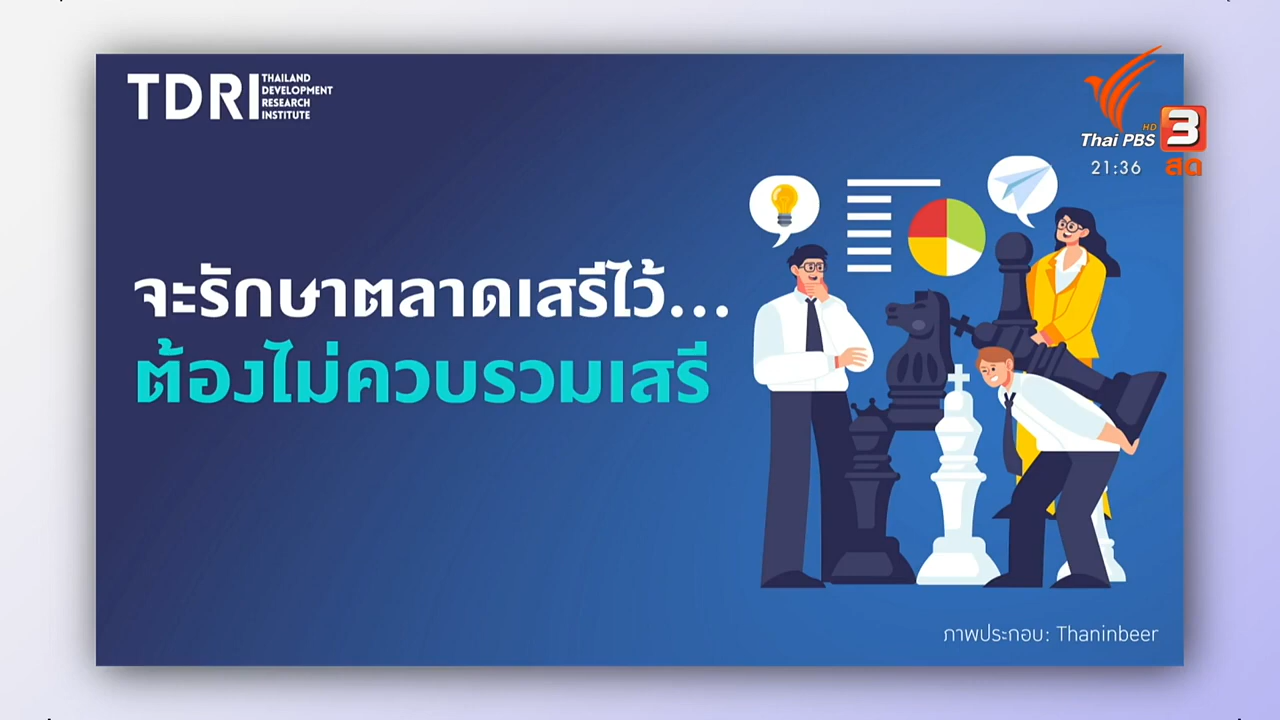 TDRI
THAILAND
DEVELOPMENT
RESEARCH
INSTITUTE
HD
Thai PBS 3
21:36 สด
จะรักษาตลาดเสรีไว้...
ต้องไม่ควบรวมเสรี
ภาพประกอบ: Thaninbeer